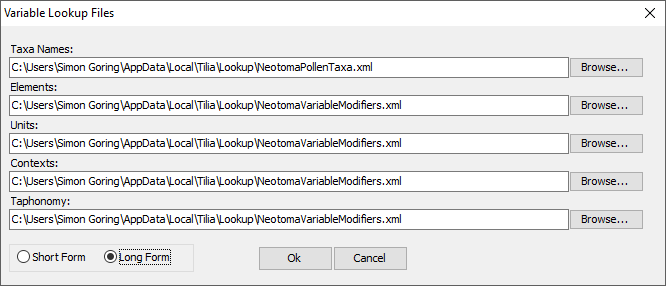 Variable Lookup Files
Taxa Names:
C:\Users\Simon Goring\AppData\Local\Tilia\Lookup\NeotomaPollenTaxa.xml Browse...
Elements:
C:\Users\Simon Goring\AppData\Local\Tilia\Lookup\NeotomaVariableModifiers.xml Browse...
Units:
C:\Users\Simon Goring\AppData\Local\Tilia\Lookup\NeotomaVariableModifiers.xml Browse...
Contexts:
C:\Users\Simon Goring\AppData\Local\Tilia\Lookup\NeotomaVariableModifiers.xml Browse...
Taphonomy:
C:\Users\Simon Goring\AppData\Local\Tilia\Lookup\NeotomaVariableModifiers.xml Browse...
Short Form Long Form Ok Cancel